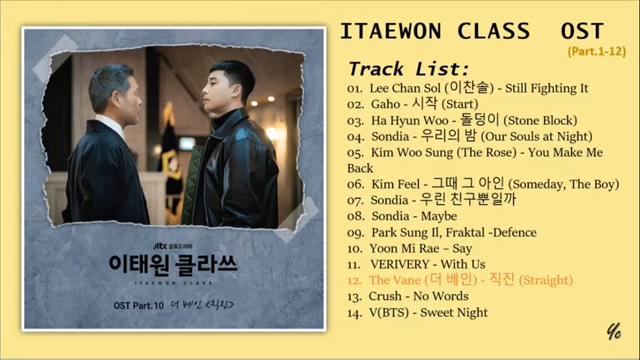 ITAEWON CLASS OST
(Part.1-12)
Track List:
01. Lee Chan Sol (이찬솔) - Still Fighting It
02. Gaho - 시작 (Start)
03. Ha Hyun Woo - 돌덩이 (Stone Block)
04. Sondia - 우리의 밤 (Our Souls at Night)
05. Kim Woo Sung (The Rose) - You Make Me
Back
06. Kim Feel - 그때 그 아인 (Someday, The Boy)
07. Sondia - 우린 친구뿐일까
08. Sondia - Maybe
09. Park Sung Il, Fraktal -Defence
10. Yoon Mi Rae – Say
11. VERIVERY - With Us
12. The Vane (더 베인) - 직진 (Straight)
13. Crush - No Words
14. V(BTS) - Sweet Night
jtbc 금토드라마
이태원 클라쓰
ITAEWON CLASS
OST Part.10 더 베인 <직진>
Yc